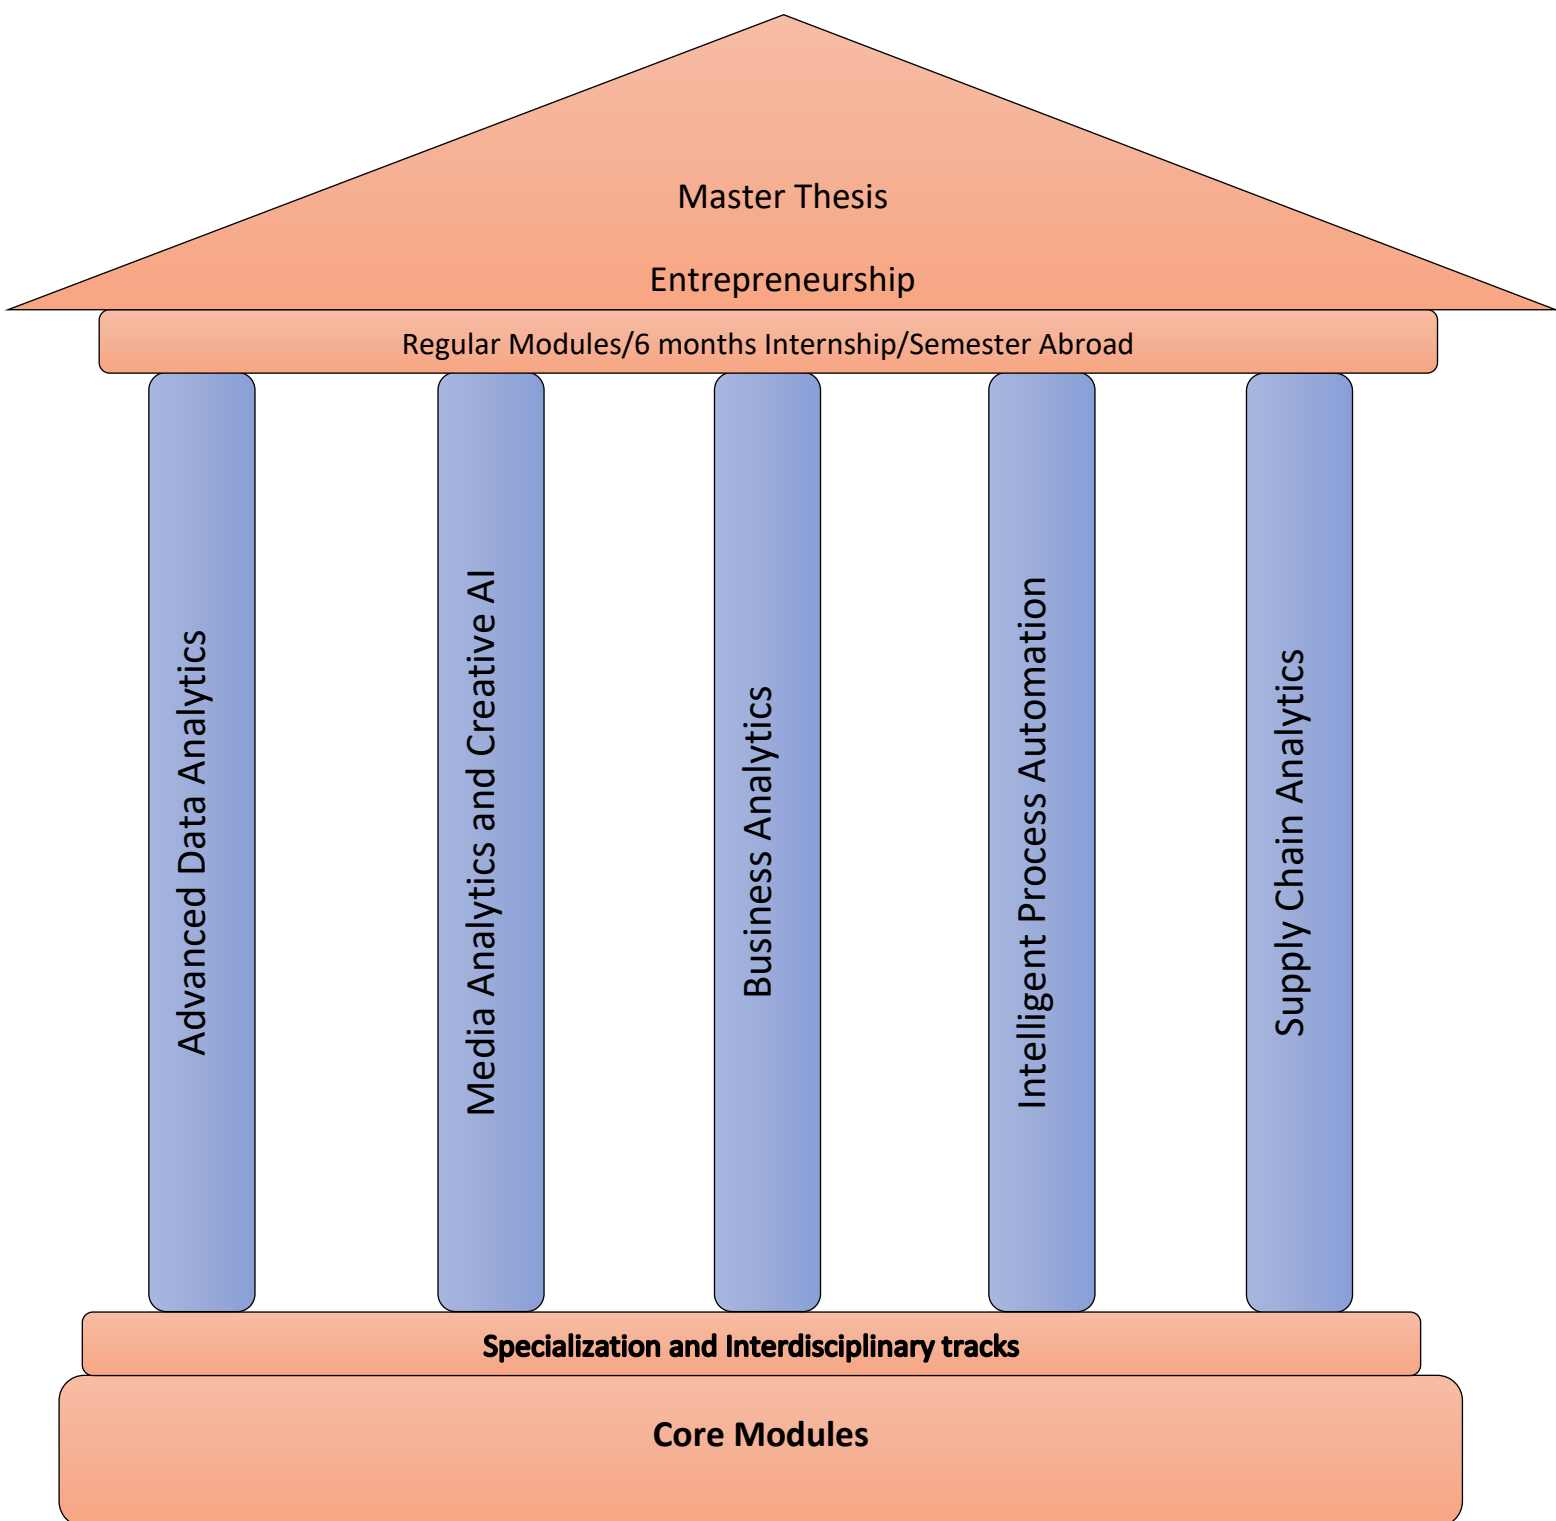 Master Thesis
Entrepreneurship
Regular Modules/6 months Internship/Semester Abroad
Advanced Data Analytics
Media Analytics and Creative AI
Business Analytics
Intelligent Process Automation
Supply Chain Analytics
Specialization and Interdisciplinary tracks
Core Modules